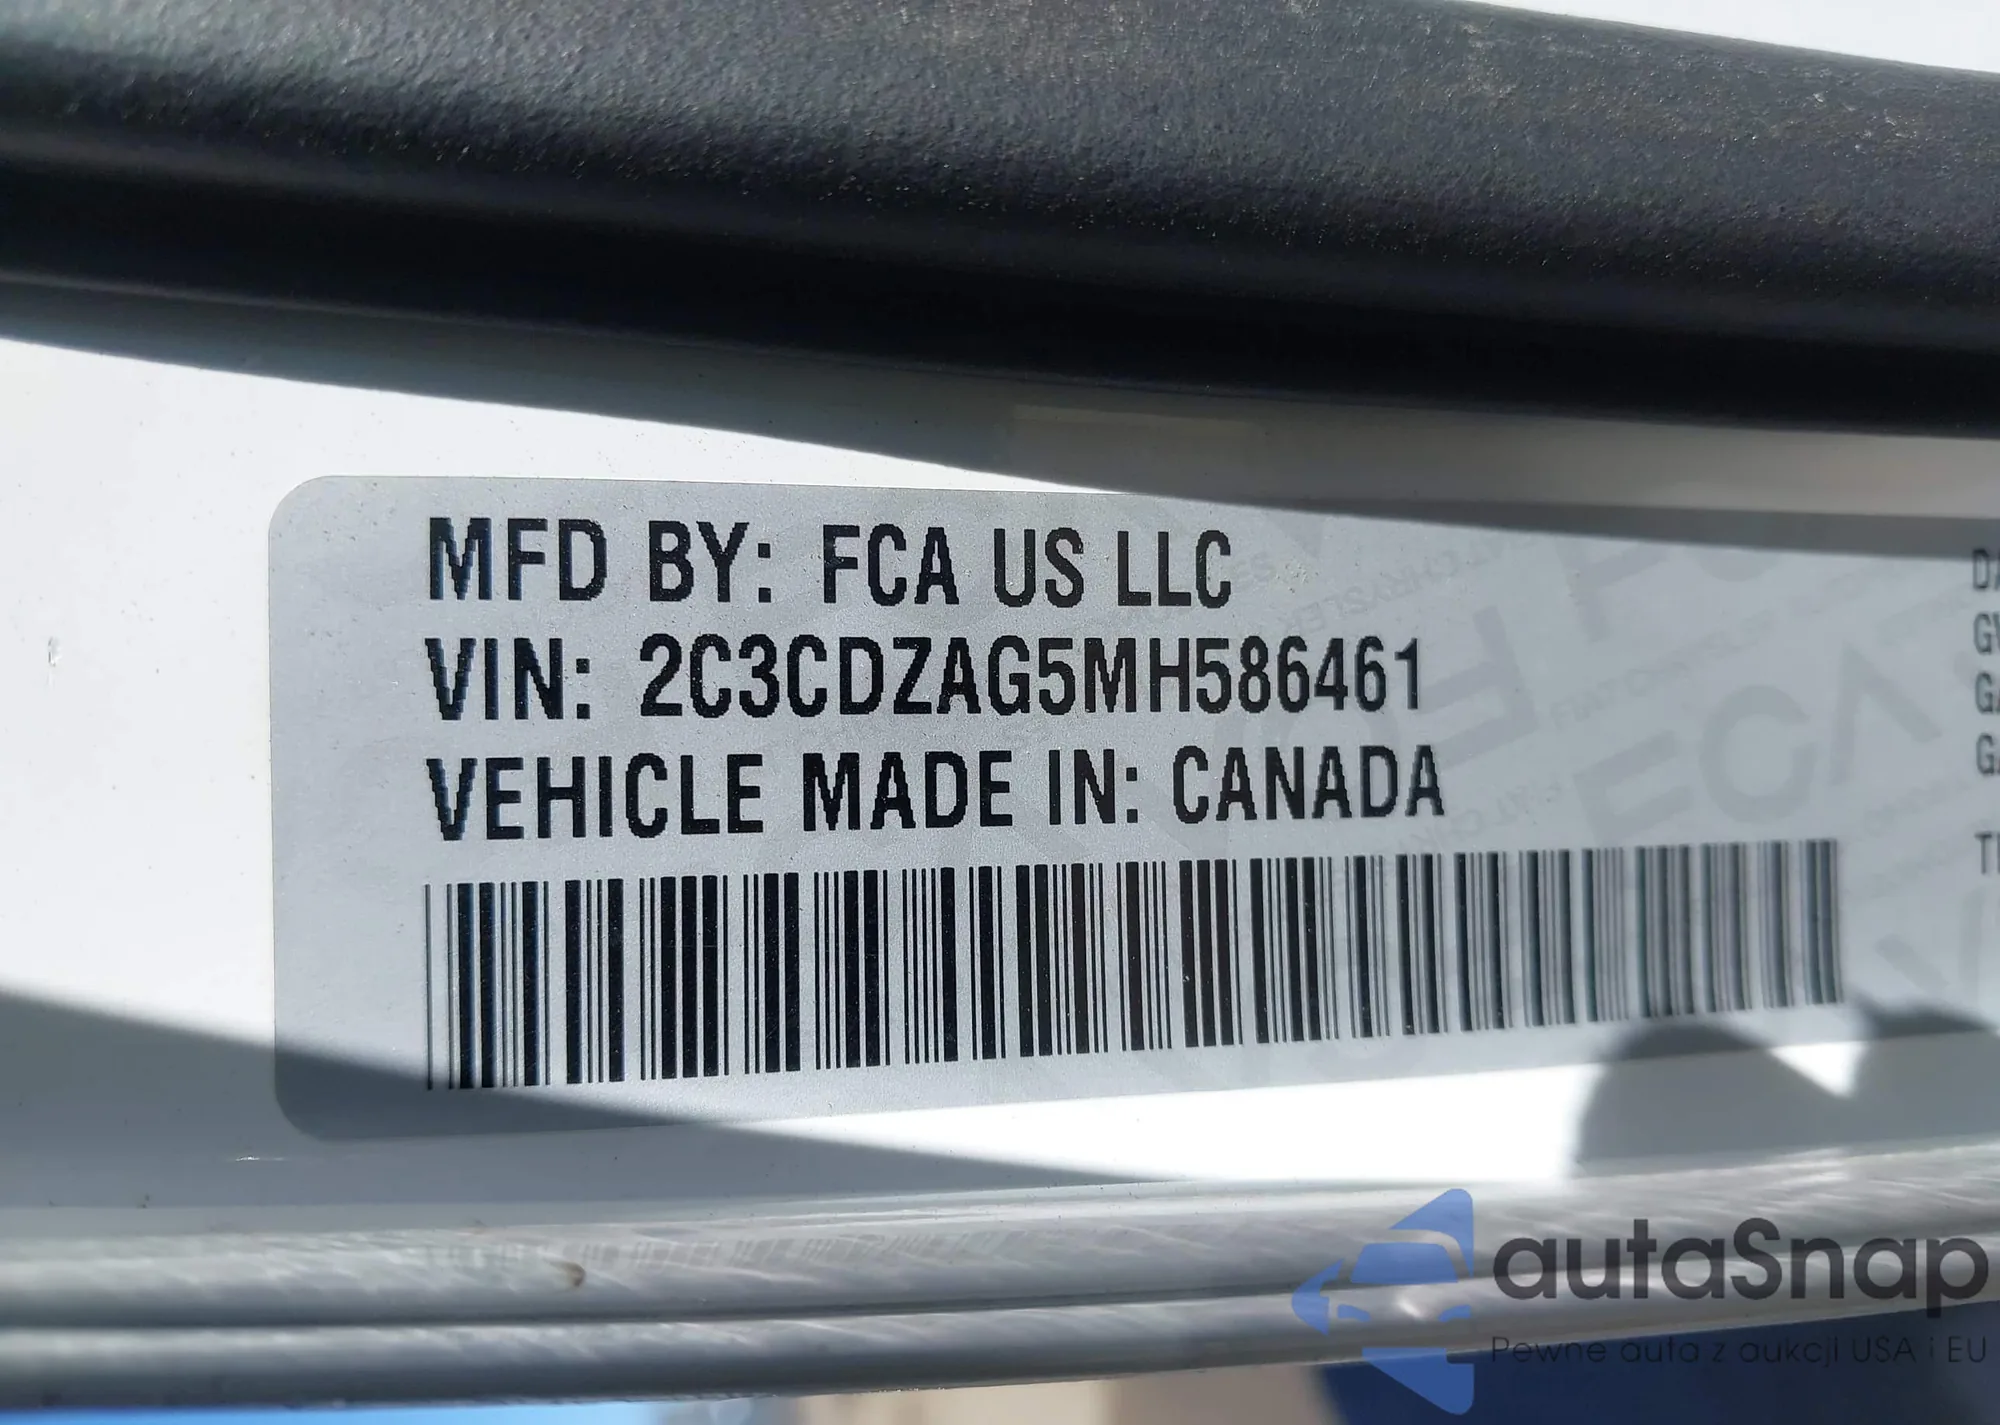 MFD BY: FCA US LLC
VIN: 2C3CDZAG5MH586461
VEHICLE MADE IN: CANADA
autaSnap
Pewne auta z aukcji USA i EU